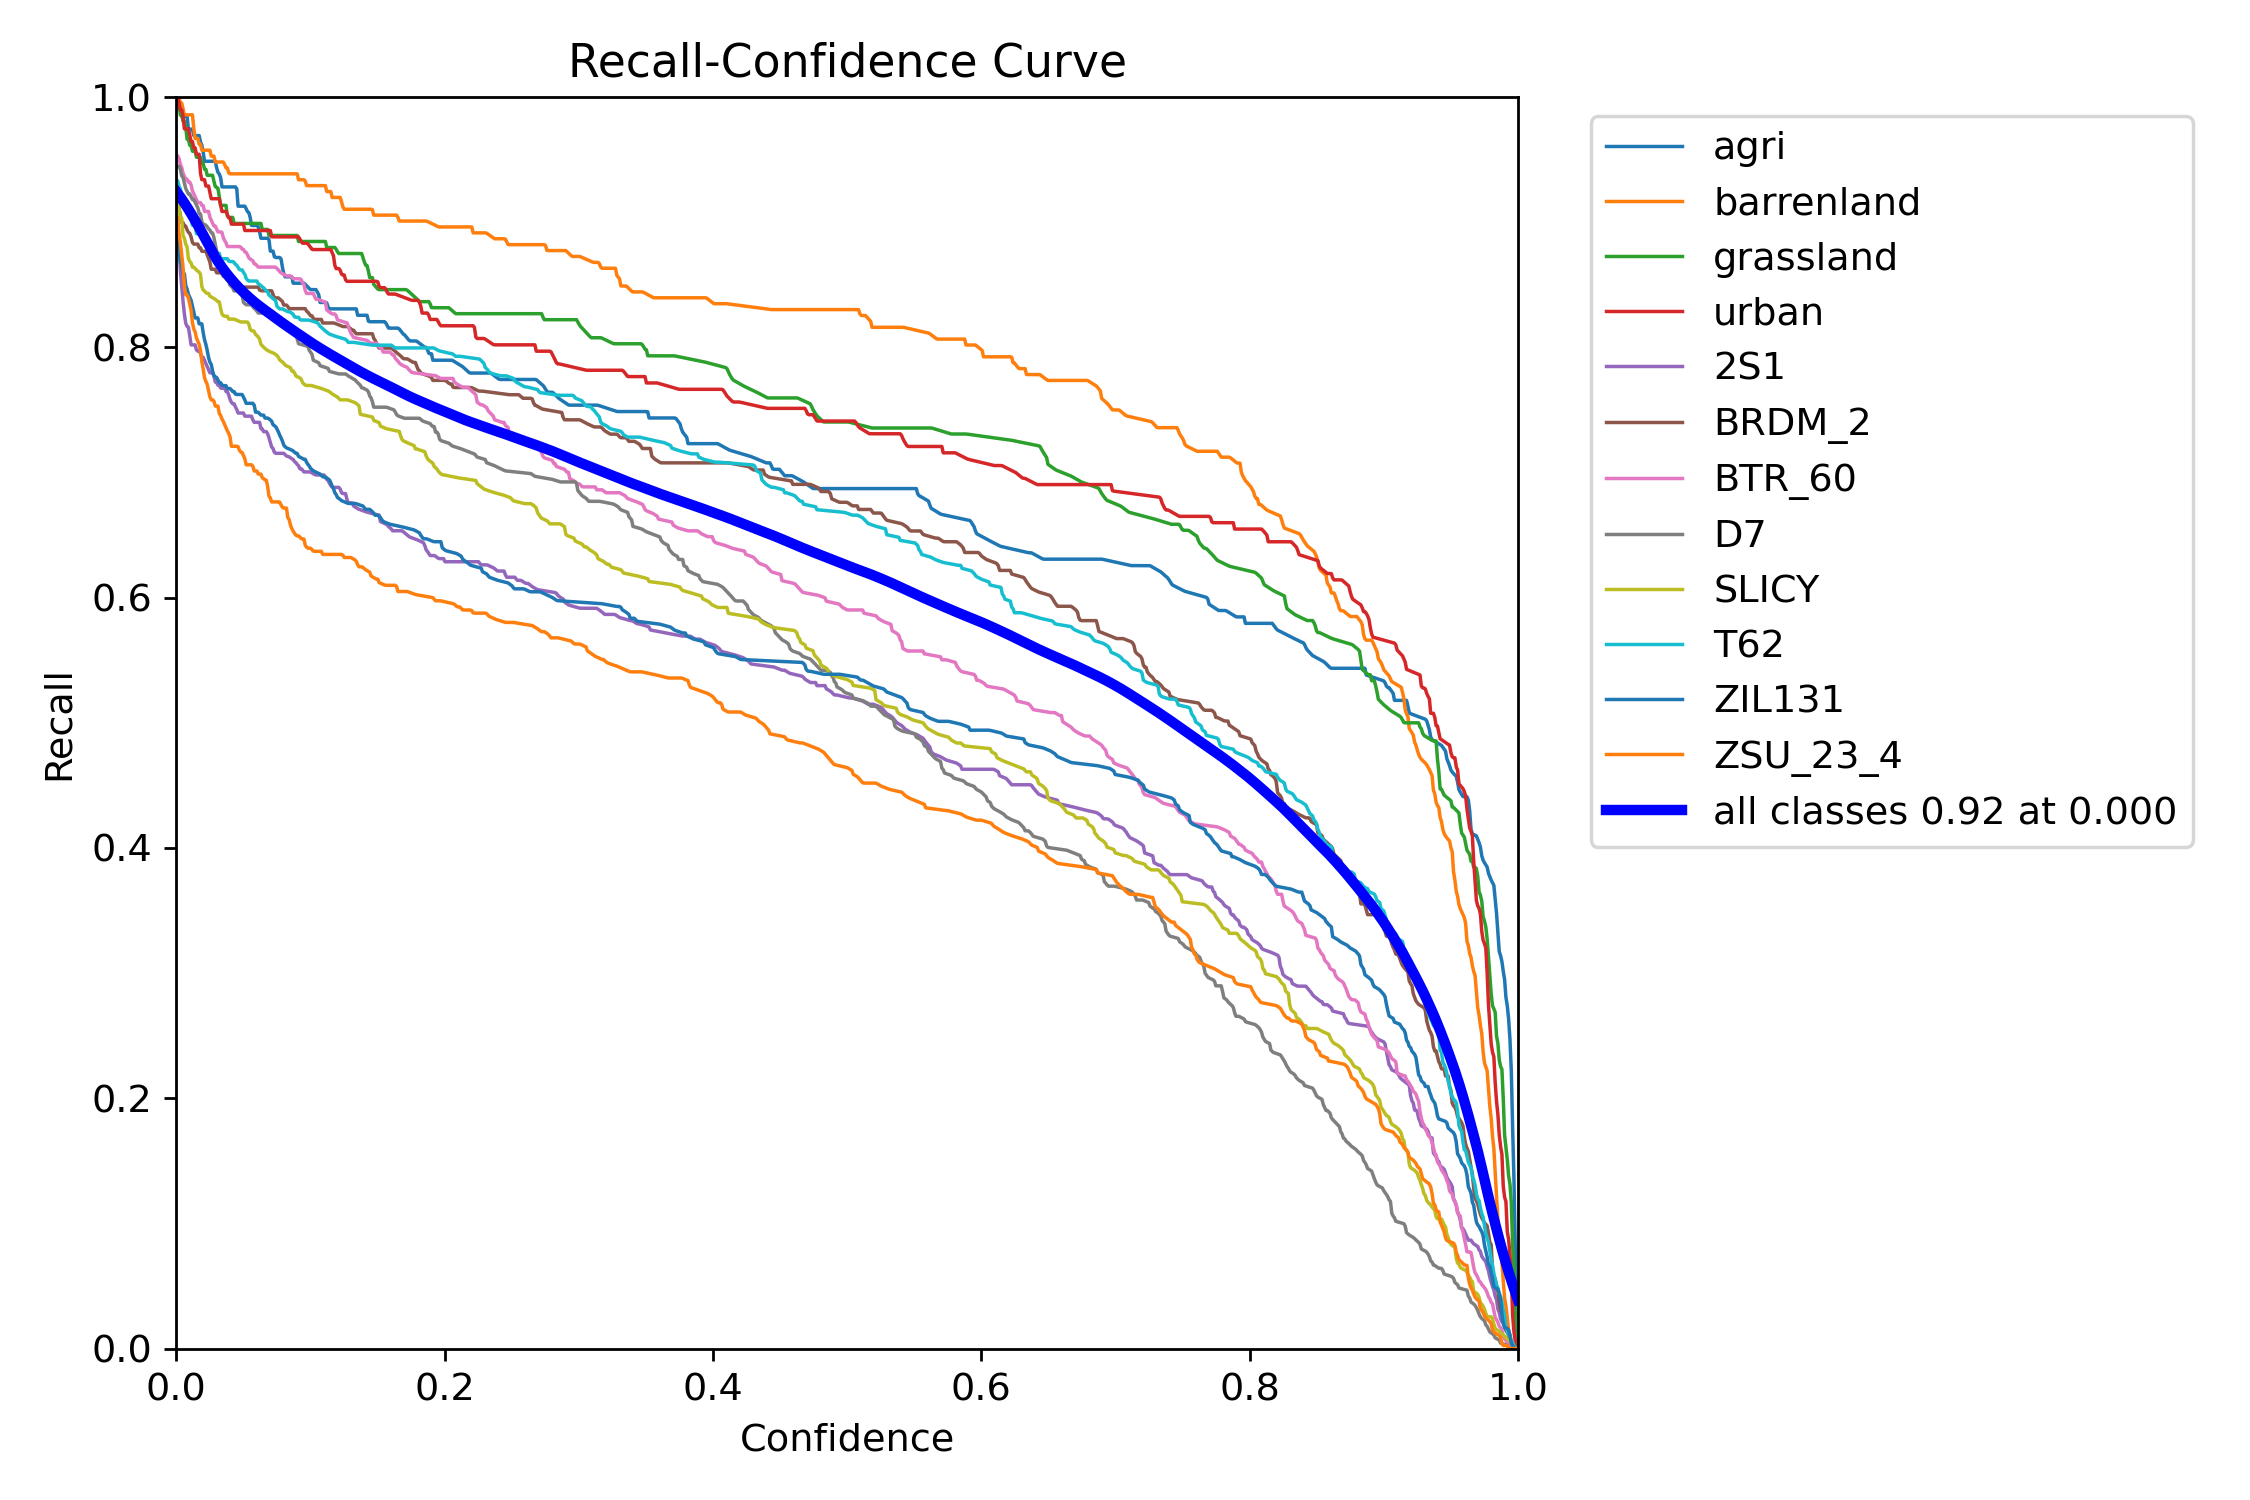 Recall-Confidence Curve
1.0
0.8
0.6
0.4
0.2
0.0
Recall
0.0 0.2 0.4 0.6 0.8 1.0
Confidence
agri
barrenland
grassland
urban
2S1
BRDM_2
BTR_60
D7
SLICY
T62
ZIL131
ZSU_23_4
all classes 0.92 at 0.000